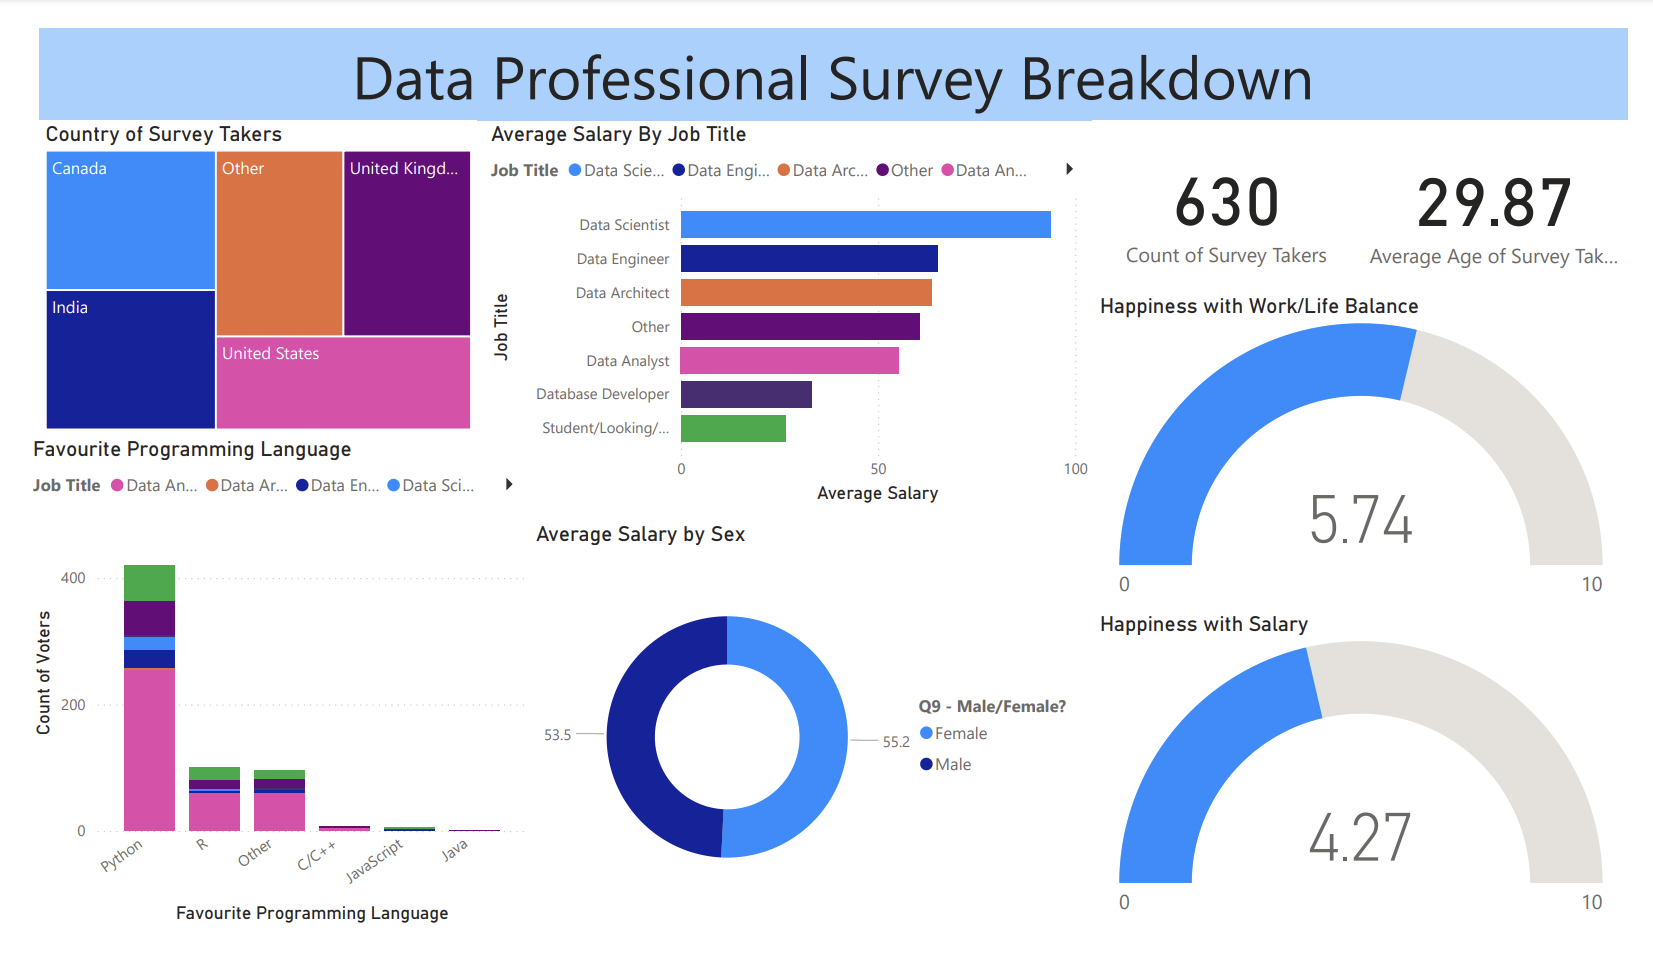 Data Professional Survey Breakdown
Country of Survey Takers
Canada
Other
United Kingd...
India
United States
Average Salary By Job Title
Job Title Data Scie... Data Engi... Data Arc... Other Data An...
Job Title
Data Scientist
Data Engineer
Data Architect
Other
Data Analyst
Database Developer
Student/Looking/...
0 50 100
Average Salary
630
Count of Survey Takers
29.87
Average Age of Survey Tak...
Happiness with Work/Life Balance
5.74
0 10
Favourite Programming Language
Job Title Data An... Data Ar... Data En... Data Sci...
Count of Voters
400
200
0
Python R Other C/C++ JavaScript Java
Favourite Programming Language
Average Salary by Sex
53.5
55.2
Q9 - Male/Female?
Female
Male
Happiness with Salary
4.27
0 10